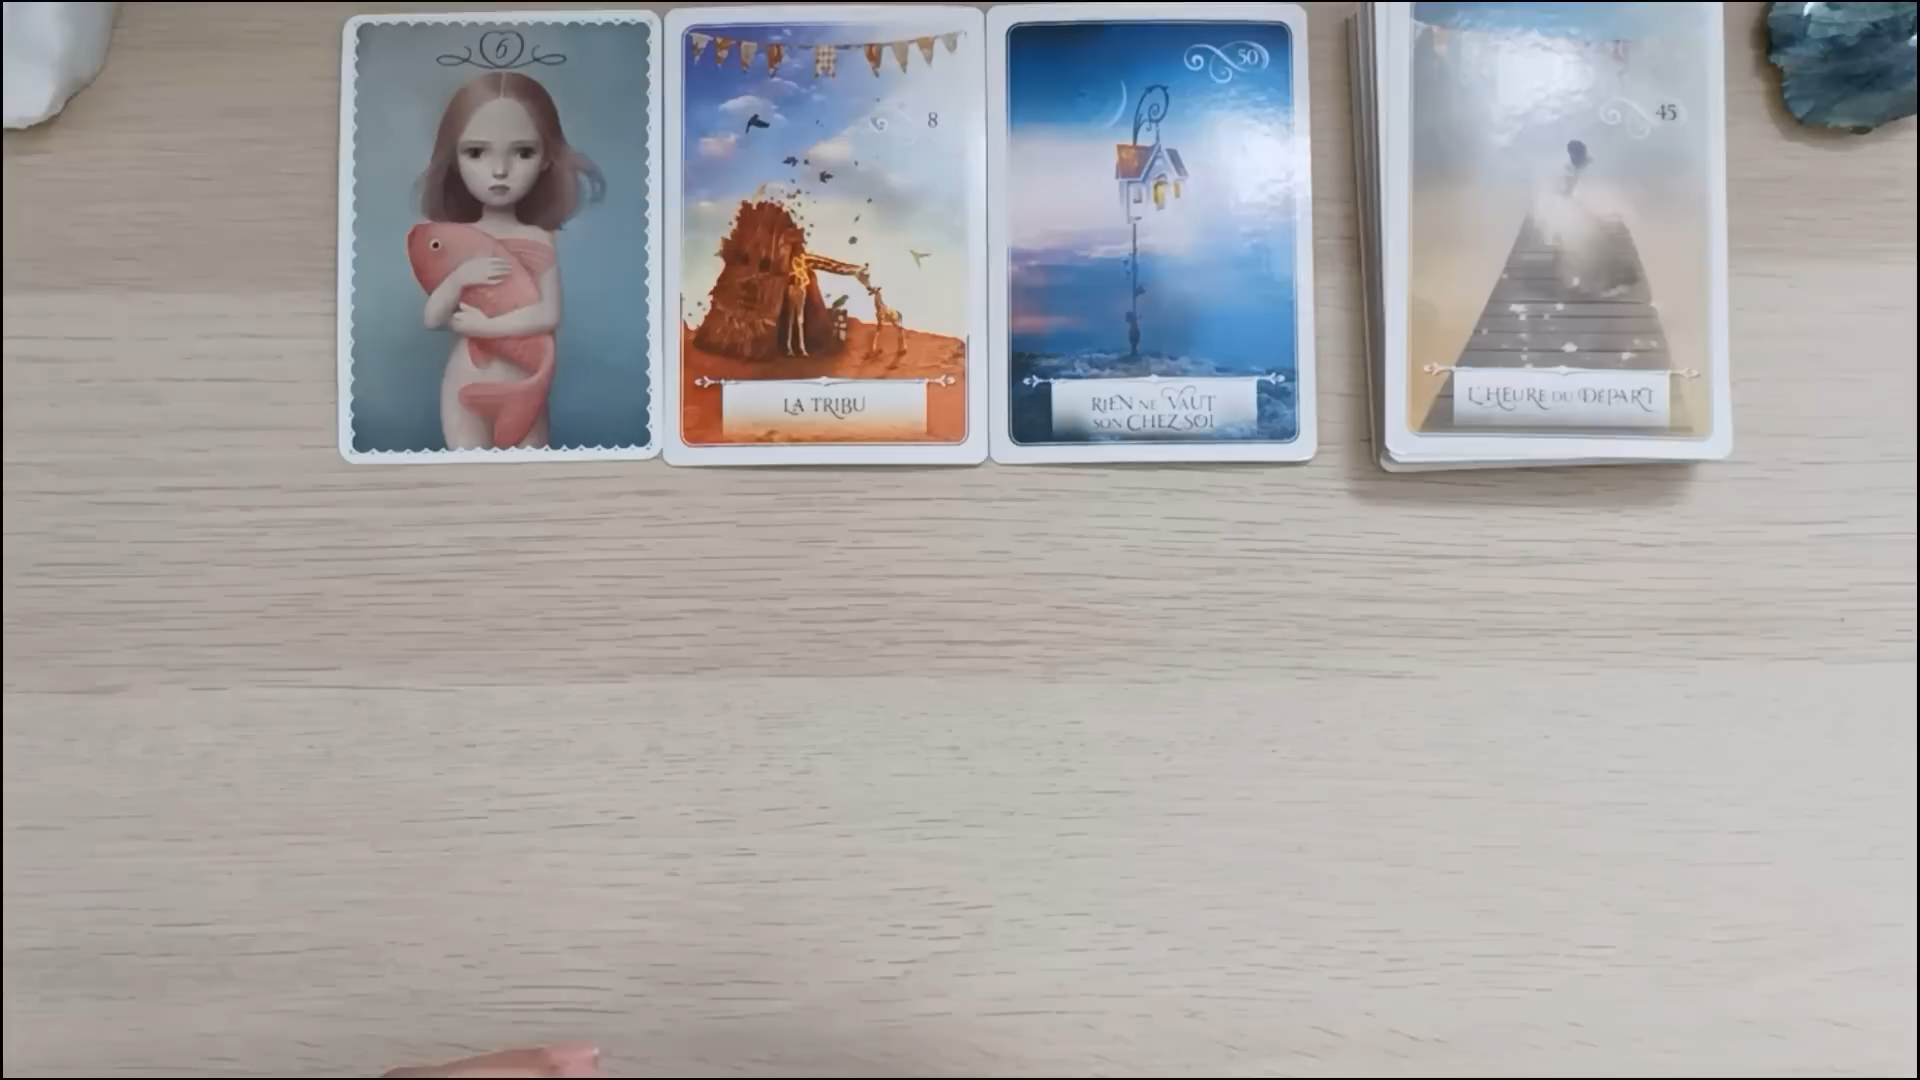 6
8
LA TRIBU
50
RIEN NE VAUT
SON CHEZ SOI
45
L'HEURE DU DÉPART